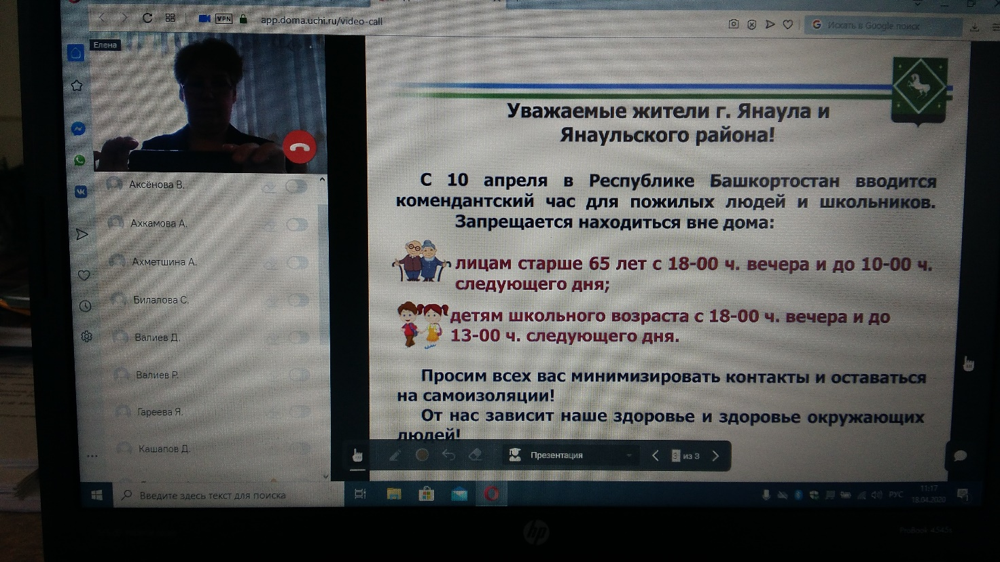 app.doma.uchi.ru/video-call
VPN
Искать в Google поиск
Елена
Аксёнова В.
Ахкамова А.
Ахметшина А.
Билалова С.
Валиев Д.
Валиев Р.
Гареева Я.
Кашапов Д.
Уважаемые жители г. Янаула и
Янаульского района!
С 10 апреля в Республике Башкортостан вводится
комендантский час для пожилых людей и школьников.
Запрещается находиться вне дома:
лицам старше 65 лет с 18-00 ч. вечера и до 10-00 ч.
следующего дня;
детям школьного возраста с 18-00 ч. вечера и до
13-00 ч. следующего дня.
Просим всех вас минимизировать контакты и оставаться
на самоизоляции!
От нас зависит наше здоровье и здоровье окружающих
людей!
Презентация
3 из 3
Введите здесь текст для поиска
РУС
11:17
18.04.2020
hp
ProBook 4545s